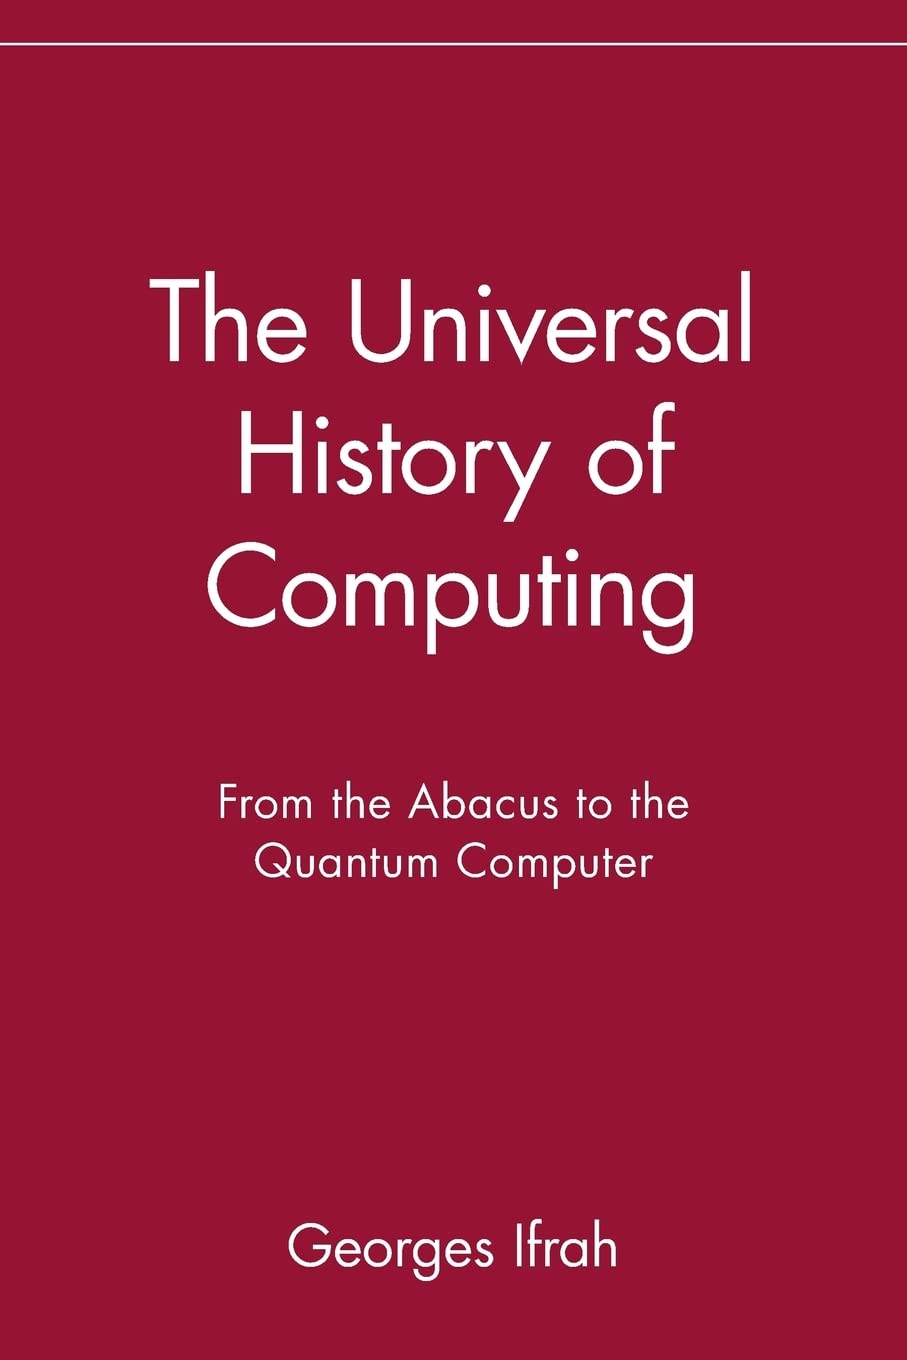 The Universal
History of
Computing
From the Abacus to the
Quantum Computer
Georges Ifrah